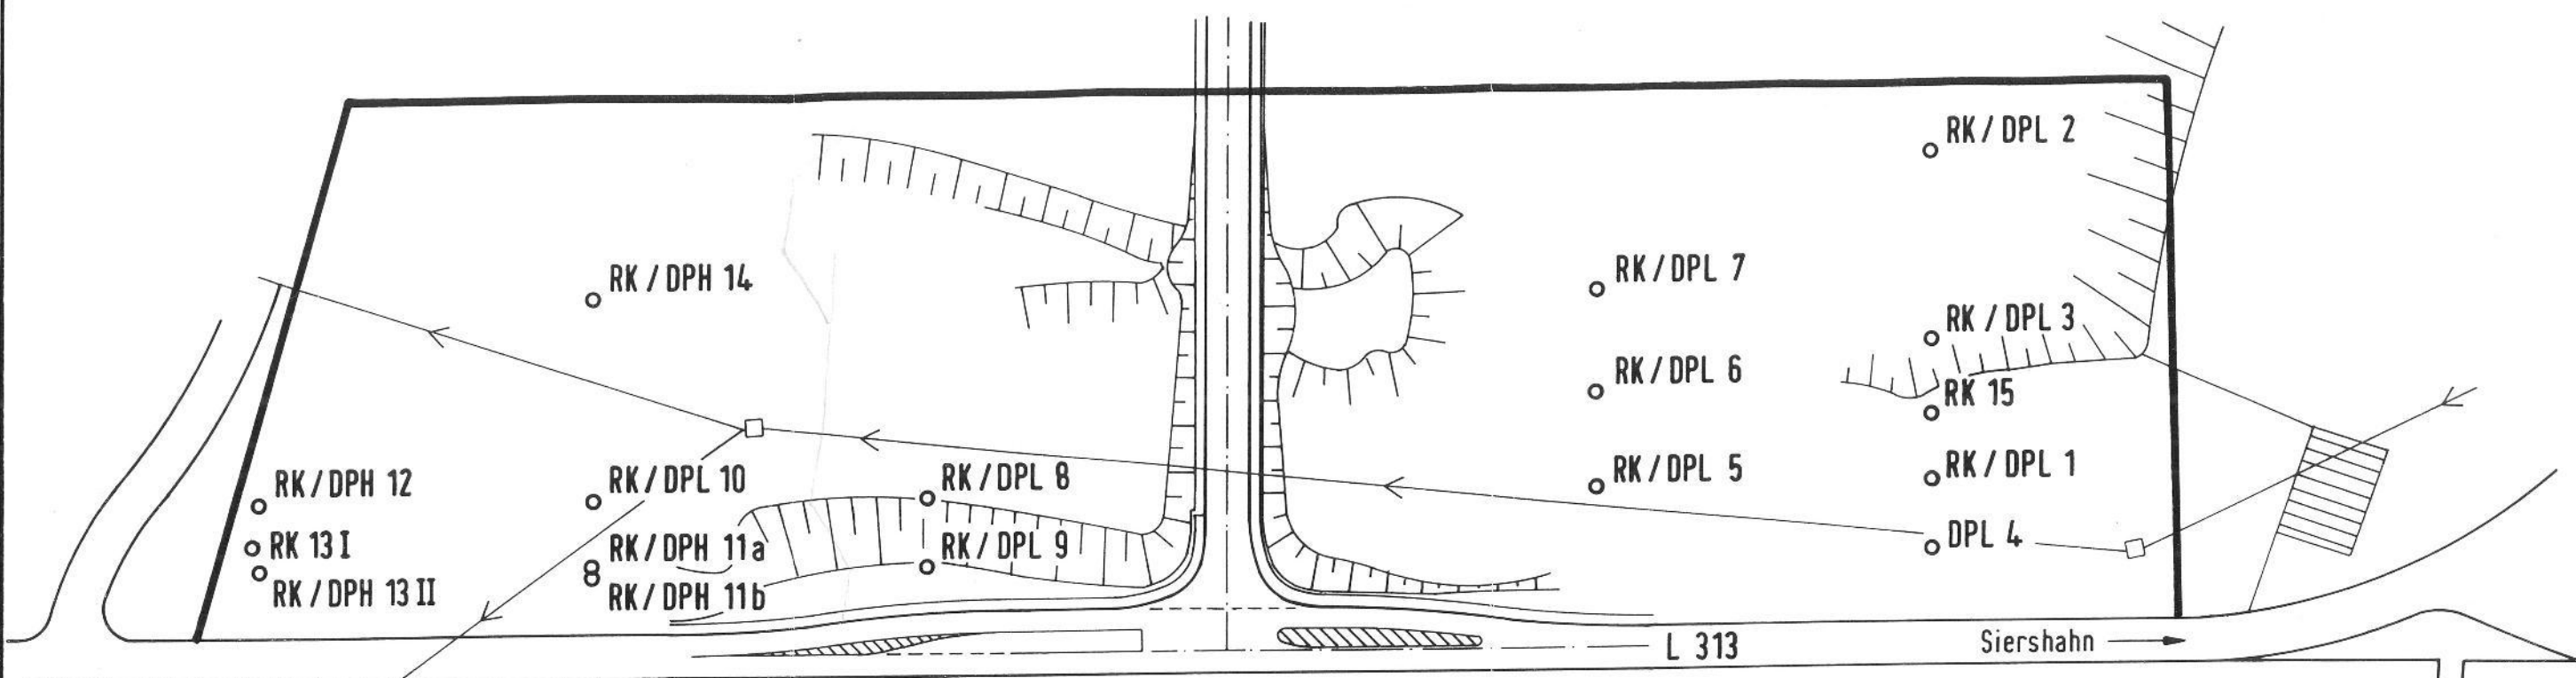 RK / DPL 2
RK / DPH 14
RK / DPL 7
RK / DPL 3
RK / DPL 6
RK 15
RK / DPH 12
RK / DPL 10
RK / DPL 8
RK / DPL 5
RK / DPL 1
RK 13 I
RK / DPH 11a
RK / DPL 9
DPL 4
RK / DPH 13 II
RK / DPH 11b
L 313
Siershahn